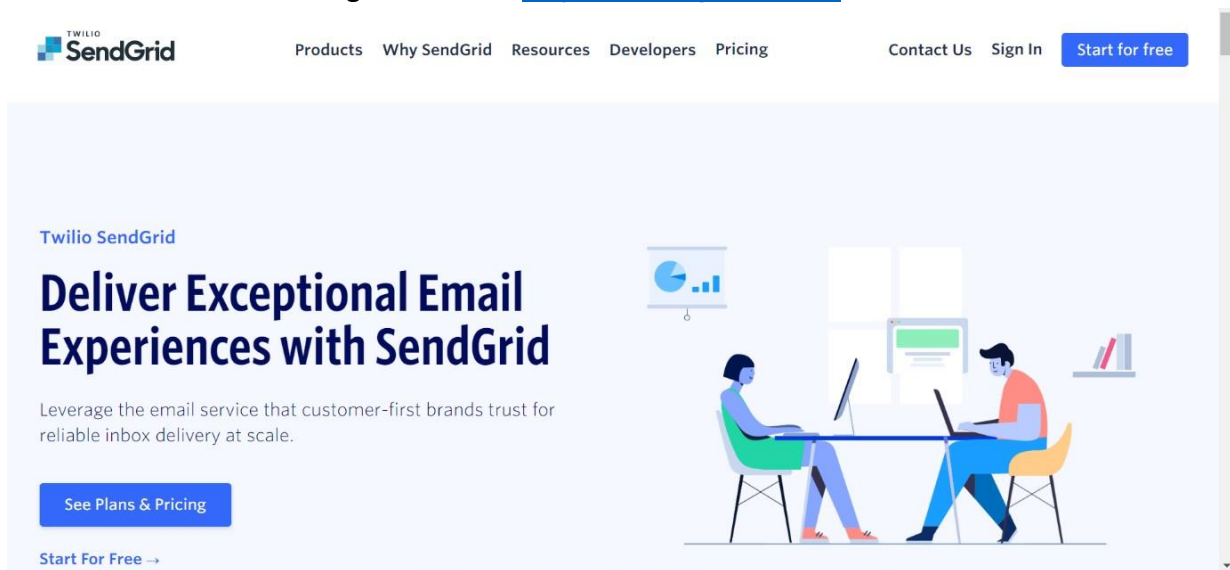 TWILIO
SendGrid
Products Why SendGrid Resources Developers Pricing Contact Us Sign In Start for free
Twilio SendGrid
Deliver Exceptional Email
Experiences with SendGrid
Leverage the email service that customer-first brands trust for
reliable inbox delivery at scale.
See Plans & Pricing
Start For Free →